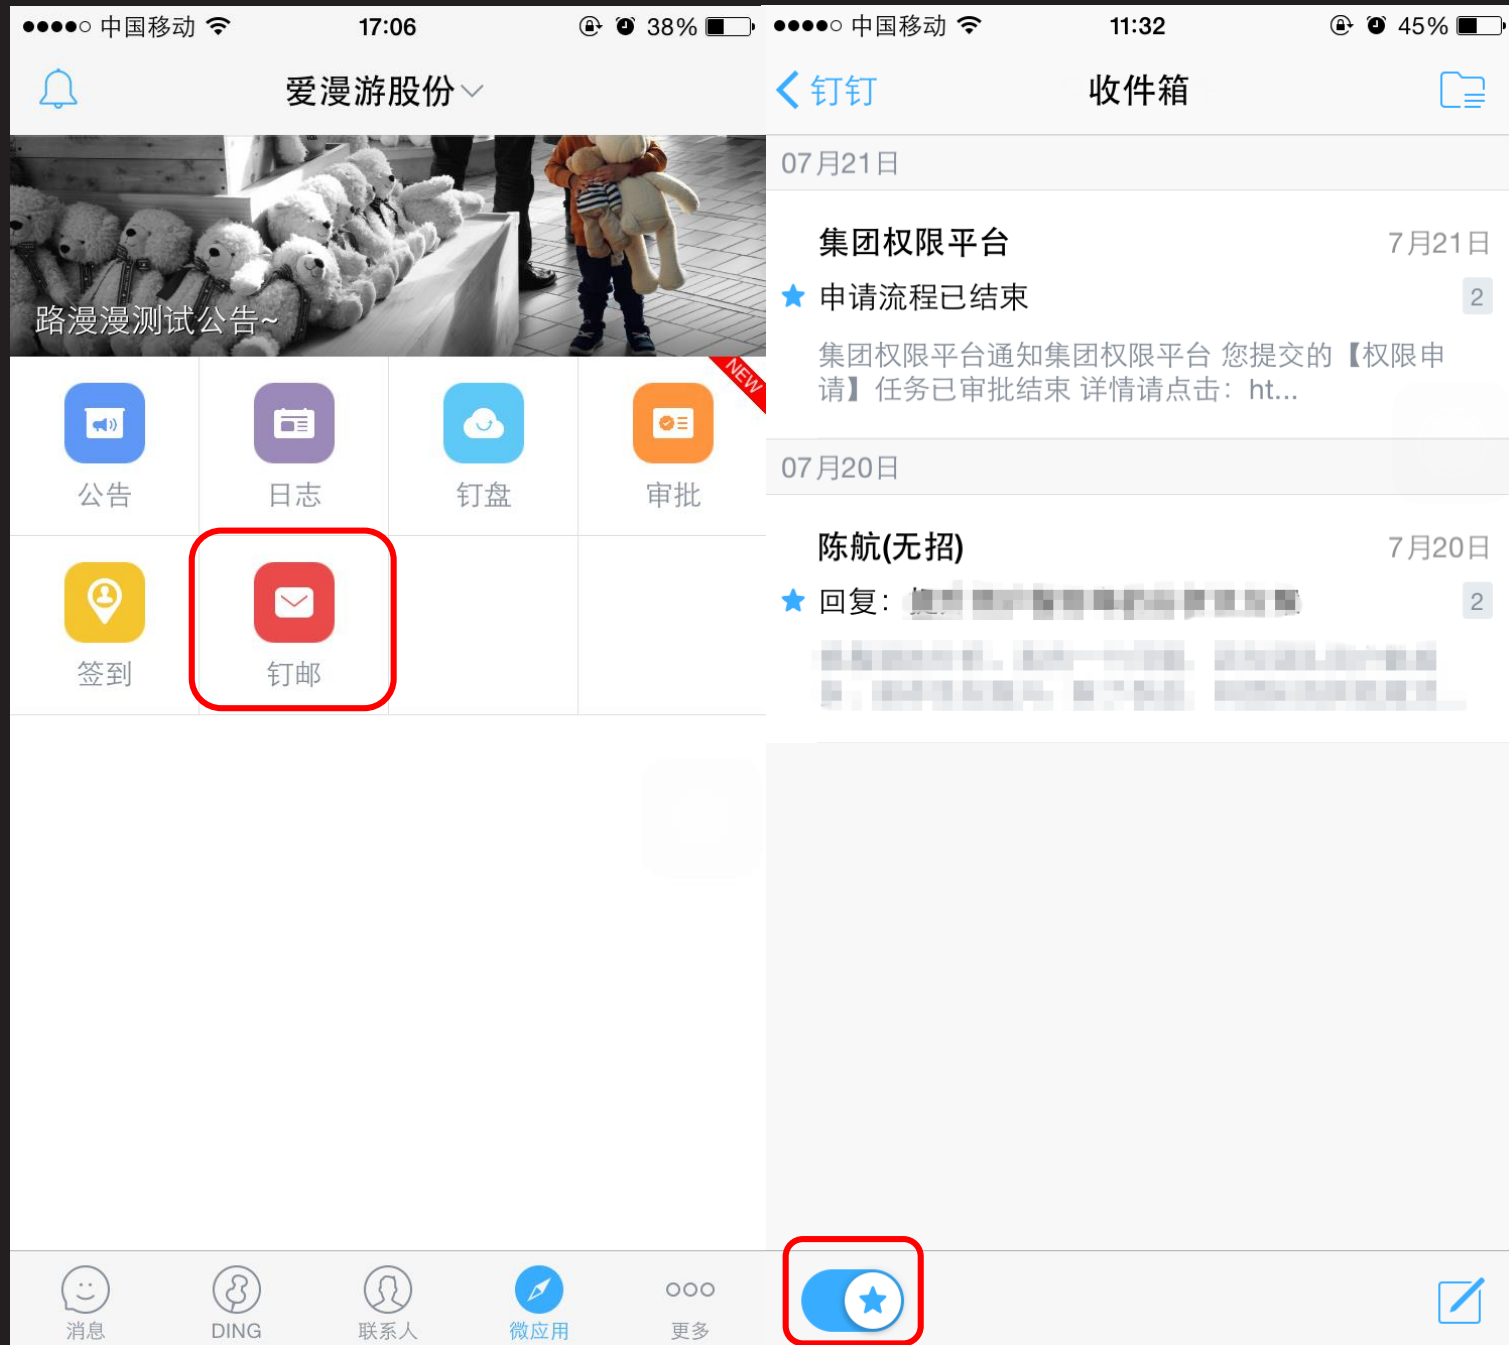 中国移动 17:06 38%
爱漫游股份
路漫漫测试公告~
NEW
公告 日志 钉盘 审批
签到 钉邮
消息 DING 联系人 微应用 更多
中国移动 11:32 45%
钉钉 收件箱
07月21日
集团权限平台 7月21日
申请流程已结束 2
集团权限平台通知集团权限平台 您提交的【权限申
请】任务已审批结束 详情请点击：ht...
07月20日
陈航(无招) 7月20日
回复： 2